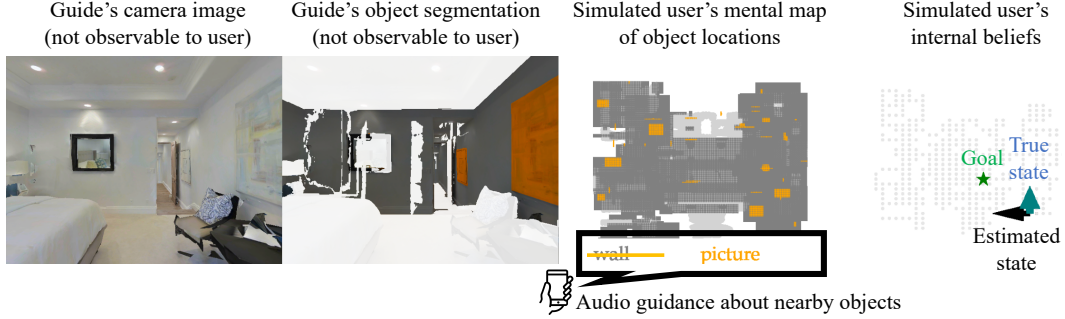 Guide's camera image
(not observable to user)
Guide's object segmentation
(not observable to user)
Simulated user's mental map
of object locations
Simulated user's
internal beliefs
Goal
True
state
Estimated
state
wall
picture
Audio guidance about nearby objects